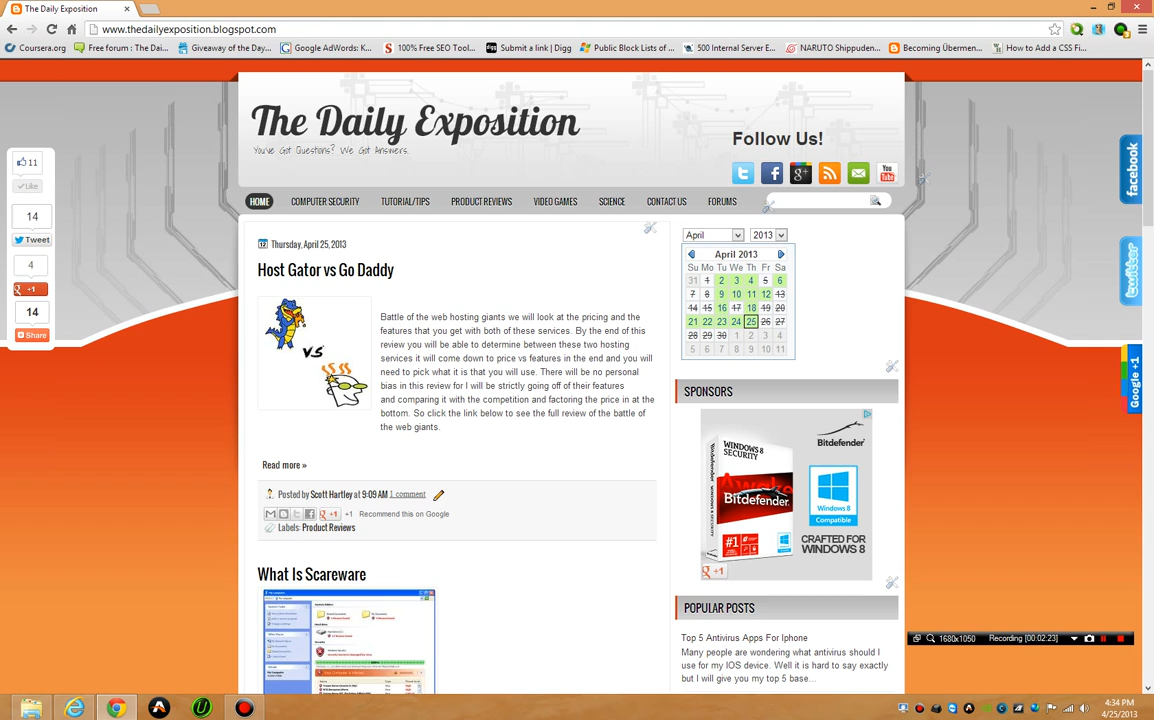 The Daily Exposition
www.thedailyexposition.blogspot.com
Coursera.org
Free forum : The Dai...
Giveaway of the Day...
Google AdWords: K...
100% Free SEO Tool...
Submit a link | Digg
Public Block Lists of ...
500 Internal Server E...
NARUTO Shippuden...
Becoming Übermen...
How to Add a CSS Fi...
The Daily Exposition
You've Got Questions? We Got Answers.
Follow Us!
You
Tube
HOME
COMPUTER SECURITY
TUTORIAL/TIPS
PRODUCT REVIEWS
VIDEO GAMES
SCIENCE
CONTACT US
FORUMS
11
Like
14
Tweet
4
+1
14
Share
facebook
twitter
Google +1
Thursday, April 25, 2013
Host Gator vs Go Daddy
VS
Battle of the web hosting giants we will look at the pricing and the
features that you get with both of these services. By the end of this
review you will be able to determine between these two hosting
services it will come down to price vs features in the end and you will
need to pick what it is that you will use. There will be no personal
bias in this review for I will be strictly going off of their features
and comparing it with the competition and factoring the price in at the
bottom. So click the link below to see the full review of the battle of
the web giants.
Read more »
Posted by Scott Hartley at 9:09 AM 1 comment
+1 +1 Recommend this on Google
Labels: Product Reviews
What Is Scareware
April 2013
April 2013
Su Mo Tu We Th Fr Sa
31 1 2 3 4 5 6
7 8 9 10 11 12 13
14 15 16 17 18 19 20
21 22 23 24 25 26 27
28 29 30 1 2 3 4
5 6 7 8 9 10 11
SPONSORS
Bitdefender
WINDOWS 8
SECURITY
Awake
Bitdefender
#1
Windows 8
Compatible
CRAFTED FOR
WINDOWS 8
+1
POPULAR POSTS
Top 5 Antivirus Apps For Iphone
Many people are wondering what antivirus should I
use for my IOS device. Well it is hard to say exactly
but I will give you my top 5 base...
1680x1050 Recording [00:02:23]
4:34 PM
4/25/2013